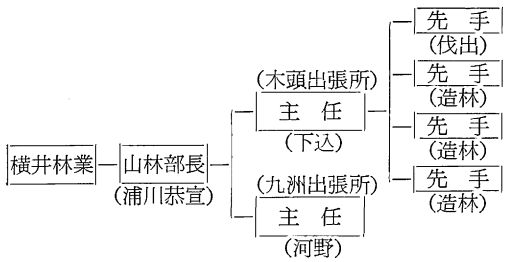 横井林業
山林部長
(浦川恭宣)
(木頭出張所)
主 任
(下込)
(九洲出張所)
主 任
(河野)
先 手
(伐出)
先 手
(造林)
先 手
(造林)
先 手
(造林)